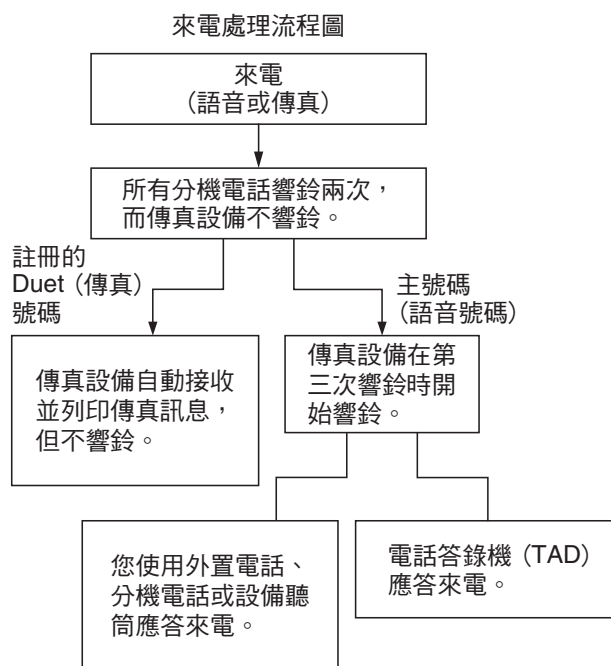 來電處理流程圖
來電
（語音或傳真）
所有分機電話響鈴兩次，
而傳真設備不響鈴。
註冊的
Duet（傳真）
號碼
主號碼
（語音號碼）
傳真設備自動接收
並列印傳真訊息，
但不響鈴。
傳真設備在第
三次響鈴時開
始響鈴。
您使用外置電話、
分機電話或設備聽
筒應答來電。
電話答錄機（TAD）
應答來電。